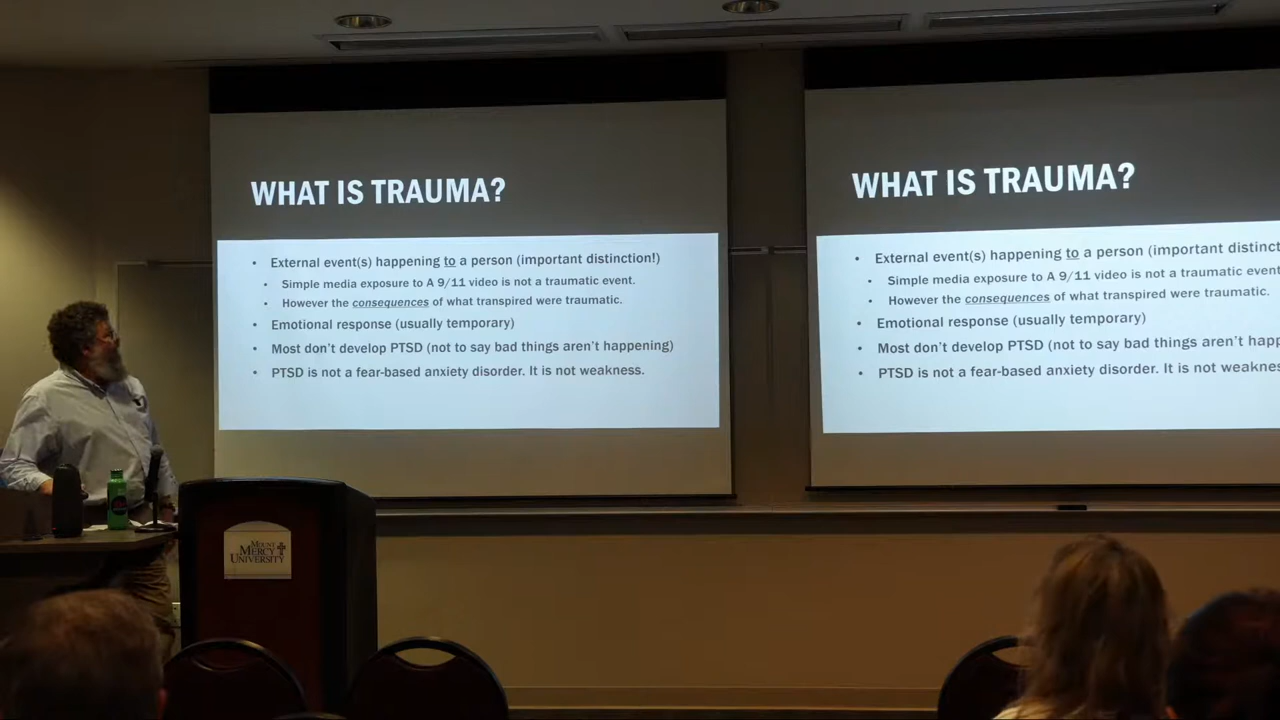 WHAT IS TRAUMA?
• External event(s) happening to a person (important distinction!)
• Simple media exposure to A 9/11 video is not a traumatic event.
• However the consequences of what transpired were traumatic.
• Emotional response (usually temporary)
• Most don't develop PTSD (not to say bad things aren't happening)
• PTSD is not a fear-based anxiety disorder. It is not weakness.
WHAT IS TRAUMA?
• External event(s) happening to a person (important distinct
• Simple media exposure to A 9/11 video is not a traumatic event
• However the consequences of what transpired were traumatic.
• Emotional response (usually temporary)
• Most don't develop PTSD (not to say bad things aren't happ
• PTSD is not a fear-based anxiety disorder. It is not weaknes
MOUNT
MERCY
UNIVERSITY